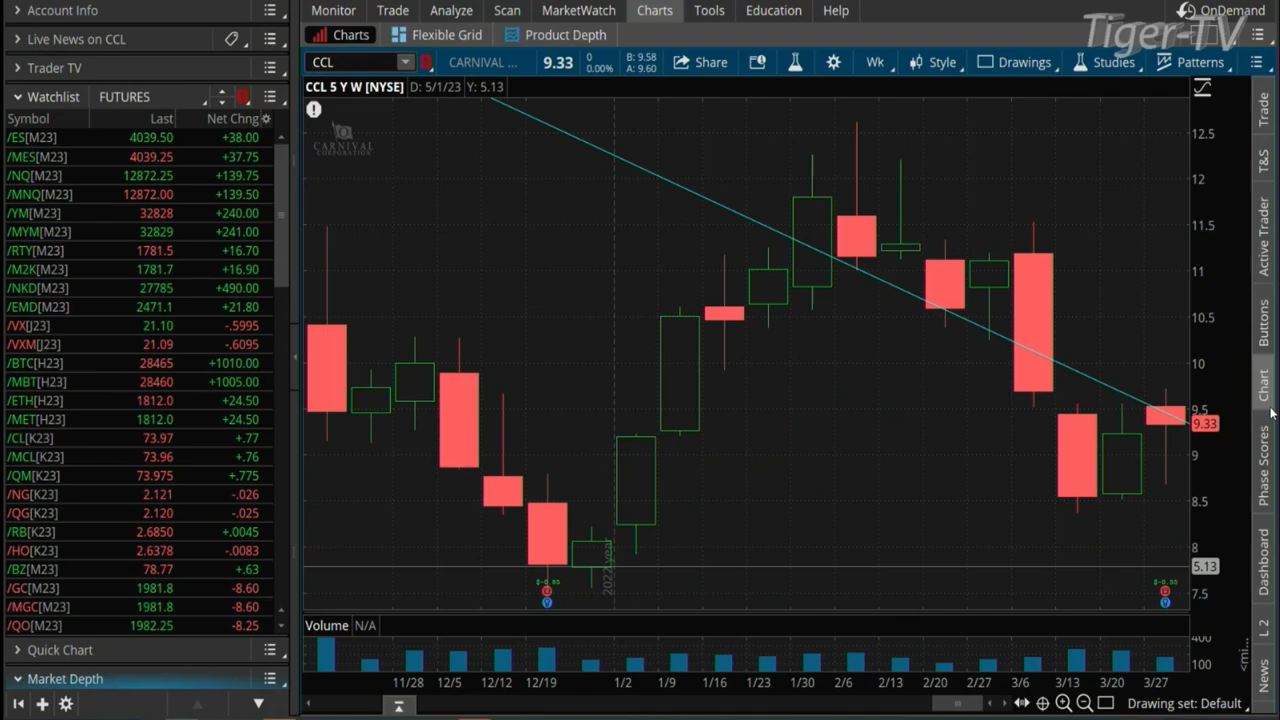 Account Info
Live News on CCL
Trader TV
Watchlist FUTURES
Symbol Last Net Chng
/ES[M23] 4039.50 +38.00
/MES[M23] 4039.25 +37.75
/NQ[M23] 12872.25 +139.75
/MNQ[M23] 12872.00 +139.50
/YM[M23] 32828 +240.00
/MYM[M23] 32829 +241.00
/RTY[M23] 1781.5 +16.70
/M2K[M23] 1781.7 +16.90
/NKD[M23] 27785 +490.00
/EMD[M23] 2471.1 +21.80
/VX[J23] 21.10 -.5995
/VXM[J23] 21.09 -.6095
/BTC[H23] 28465 +1010.00
/MBT[H23] 28460 +1005.00
/ETH[H23] 1812.0 +24.50
/MET[H23] 1812.0 +24.50
/CL[K23] 73.97 +.77
/MCL[K23] 73.96 +.76
/QM[K23] 73.975 +.775
/NG[K23] 2.121 -.026
/QG[K23] 2.120 -.025
/RB[K23] 2.6850 +.0045
/HO[K23] 2.6378 -.0083
/BZ[M23] 78.77 +.63
/GC[M23] 1981.8 -8.60
/MGC[M23] 1981.8 -8.60
/QO[M23] 1982.25 -8.25
Quick Chart
Market Depth
Monitor Trade Analyze Scan MarketWatch Charts Tools Education Help
OnDemand
Tiger-TV
Charts Flexible Grid Product Depth
CCL CARNIVAL ... 9.33 0 0.00% B: 9.58 A: 9.60 Share Wk Style Drawings Studies Patterns
CCL 5 Y W [NYSE] D: 5/1/23 Y: 5.13
CARNIVAL
CORPORATION
12.5
12
11.5
11
10.5
10
9.5
9.33
9
8.5
8
5.13
7.5
2022 year
Volume N/A
400
100
11/28 12/5 12/12 12/19 1/2 1/9 1/16 1/23 1/30 2/6 2/13 2/20 2/27 3/6 3/13 3/20 3/27
Drawing set: Default
Trade
T&S
Active Trader
Buttons
Chart
Phase Scores
Dashboard
L 2
News